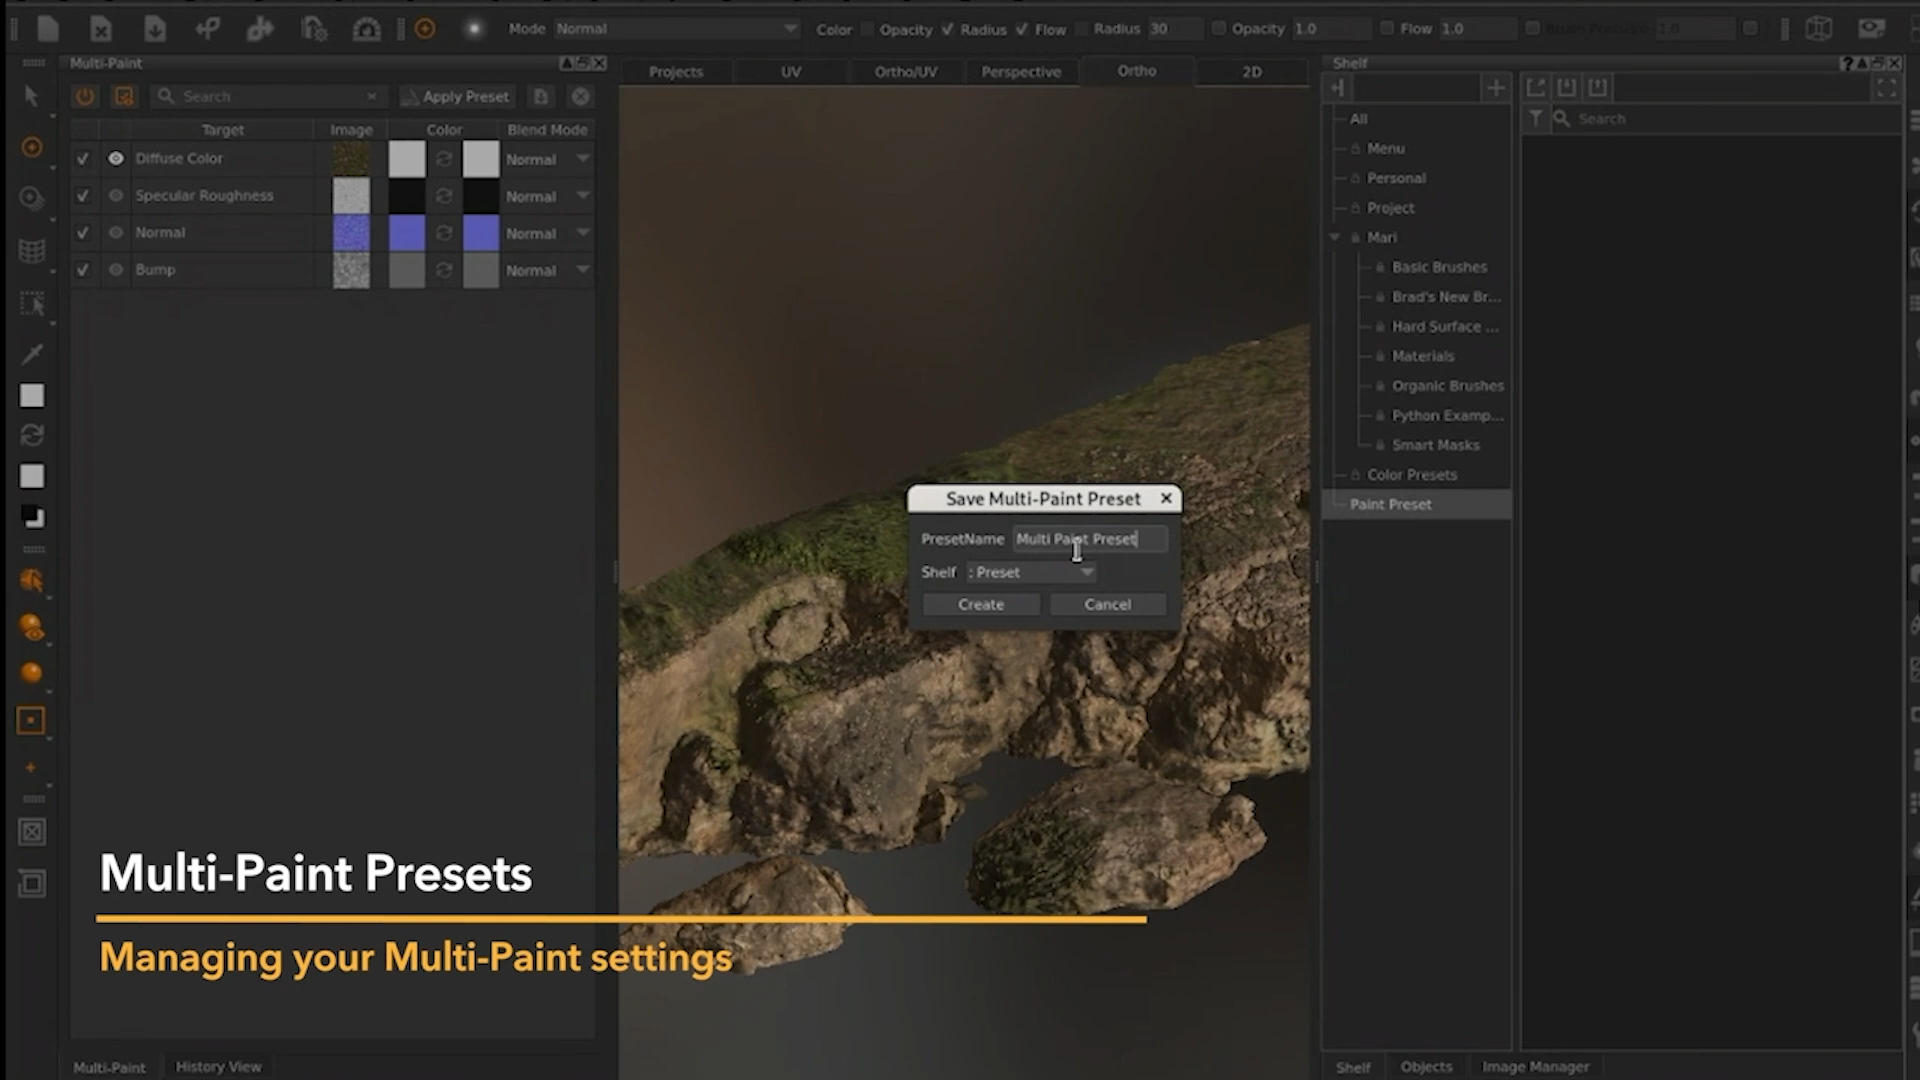 Mode Normal Color Opacity Radius Flow Radius 30 Opacity 1.0 Flow 1.0 1.0
Multi-Paint
Search Apply Preset
Target Image Color Blend Mode
Diffuse Color Normal
Specular Roughness Normal
Normal Normal
Bump Normal
Projects UV Ortho/UV Perspective Ortho 2D
Save Multi-Paint Preset
PresetName Multi Paint Preset
Shelf : Preset
Create Cancel
Shelf
Search
All
Menu
Personal
Project
Mari
Basic Brushes
Brad's New Br...
Hard Surface ...
Materials
Organic Brushes
Python Examp...
Smart Masks
Color Presets
Paint Preset
Multi-Paint Presets
Managing your Multi-Paint settings
Multi-Paint History View
Shelf Objects Image Manager